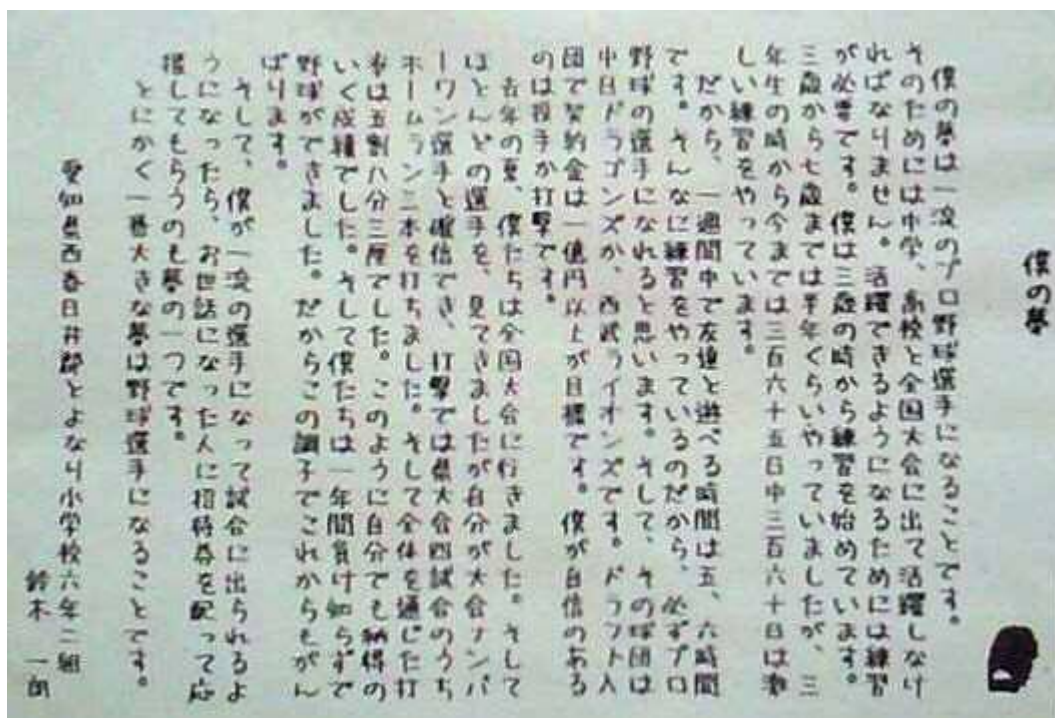 僕の夢
僕の夢は一流のプロ野球選手になることです。
そのためには中学、高校と全国大会に出て活躍しなけ
ればなりません。活躍できるようになるためには練習
が必要です。僕は三歳の時から練習を始めています。
三歳から七歳までは半年くらいやっていましたが、三
年生の時から今までは三百六十五日中三百六十日は激
しい練習をやっています。
だから、一週間中で友達と遊べる時間は五、六時間
です。そんなに練習をやっているのだから、必ずプロ
野球の選手になれると思います。そして、その球団は
中日ドラゴンズか、西武ライオンズです。ドラフト入
団で契約金は一億円以上が目標です。僕が自信のある
のは投手か打撃です。
去年の夏、僕たちは全国大会に行きました。そして
ほとんどの選手を、見てきましたが自分が大会ナンバ
ーワン選手と確信でき、打撃では県大会四試合のうち
ホームラン三本を打ちました。そして全体を通じた打
率は五割八分三厘でした。このように自分でも納得の
いく成績でした。そして僕たちは一年間負け知らずで
野球ができました。だからこの調子でこれからもがん
ばります。
そして、僕が一流の選手になって試合に出られるよ
うになったら、お世話になった人に招待券を配って応
援してもらうのも夢の一つです。
とにかく一番大きな夢は野球選手になることです。
愛知県西春日井郡とよなり小学校六年二組
鈴木 一朗